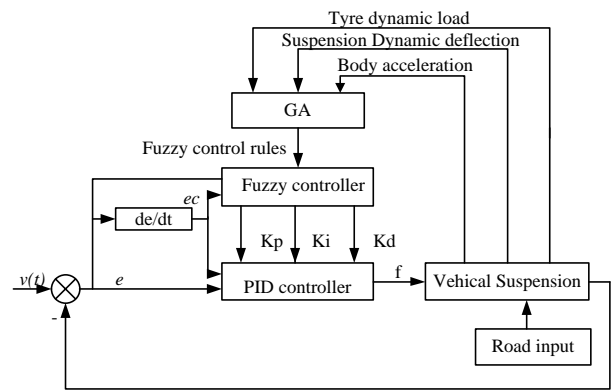 Tyre dynamic load
Suspension Dynamic deflection
Body acceleration
GA
Fuzzy control rules
Fuzzy controller
ec
de/dt
Kp Ki Kd
v(t) e
PID controller
f
Vehical Suspension
-
Road input